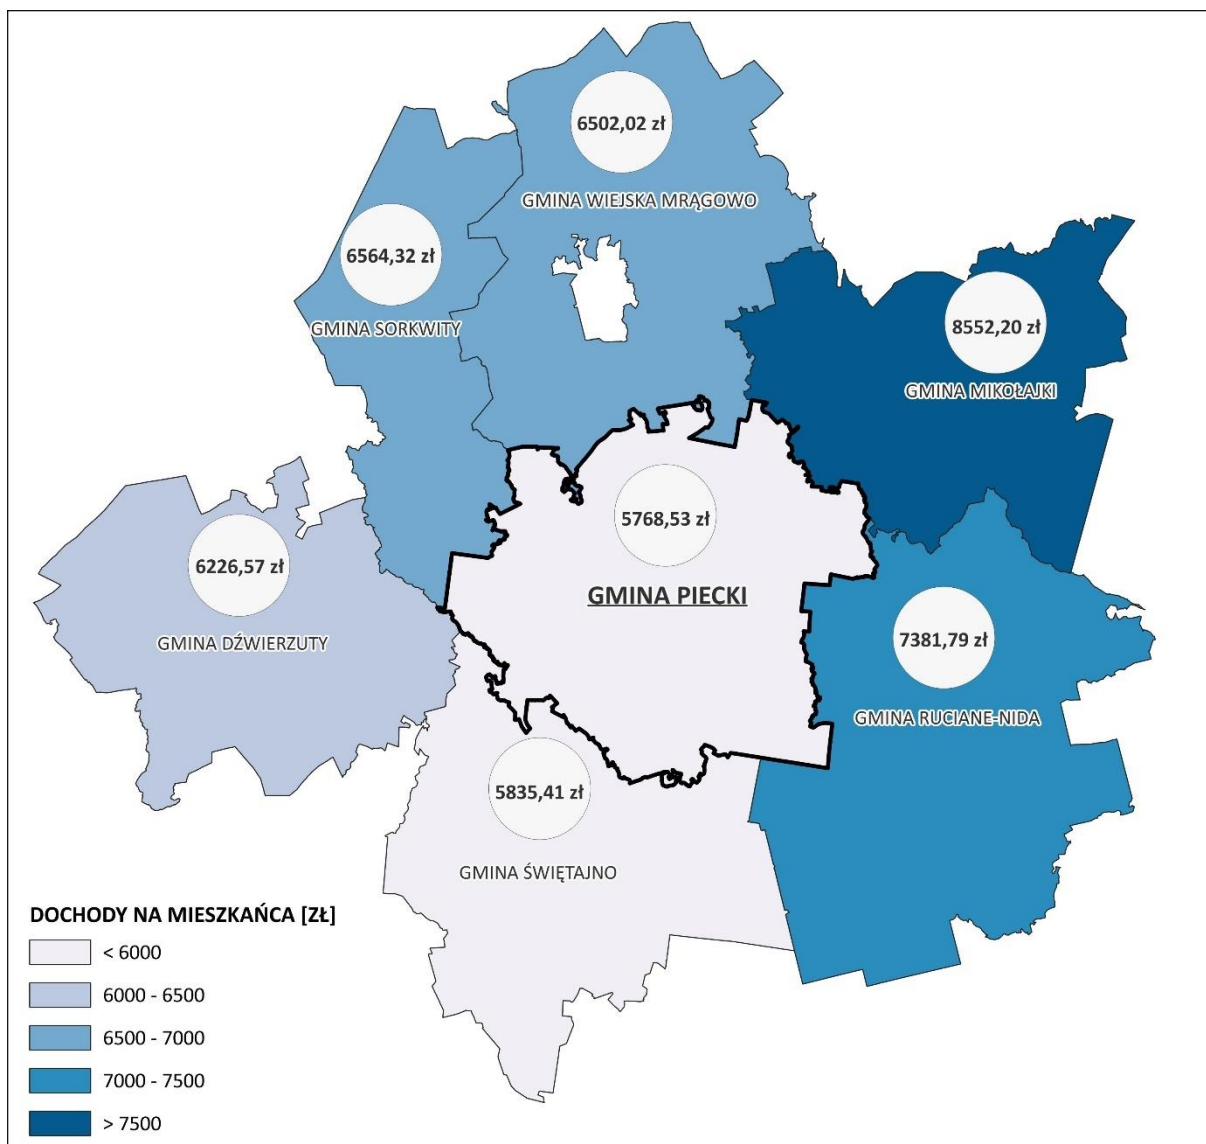 6502,02 zł
GMINA WIEJSKA MRĄGOWO
6564,32 zł
GMINA SORKWITY
8552,20 zł
GMINA MIKOŁAJKI
5768,53 zł
GMINA PIECKI
6226,57 zł
GMINA DŹWIERZUTY
7381,79 zł
GMINA RUCIANE-NIDA
5835,41 zł
GMINA ŚWIĘTAJNO
DOCHODY NA MIESZKAŃCA [ZŁ]
< 6000
6000 - 6500
6500 - 7000
7000 - 7500
> 7500